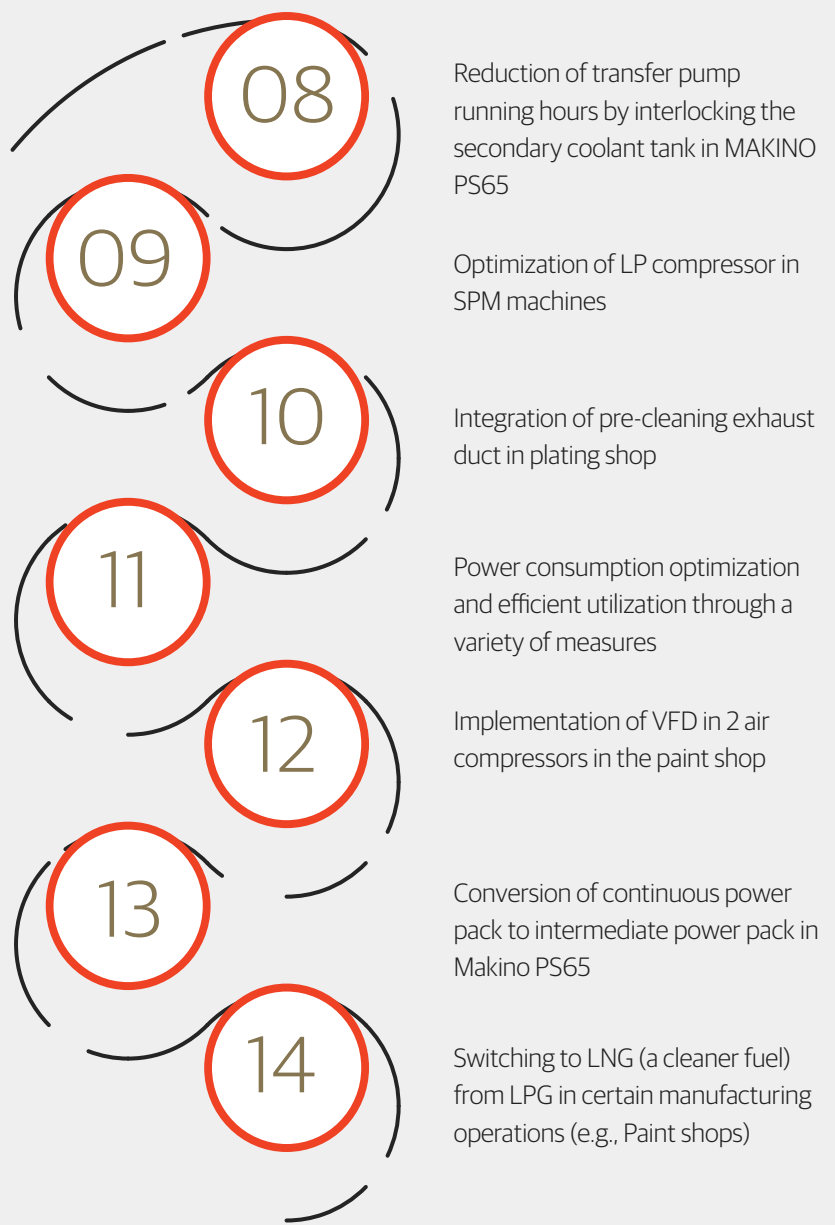 08
Reduction of transfer pump
running hours by interlocking the
secondary coolant tank in MAKINO
PS65
09
Optimization of LP compressor in
SPM machines
10
Integration of pre-cleaning exhaust
duct in plating shop
11
Power consumption optimization
and efficient utilization through a
variety of measures
12
Implementation of VFD in 2 air
compressors in the paint shop
13
Conversion of continuous power
pack to intermediate power pack in
Makino PS65
14
Switching to LNG (a cleaner fuel)
from LPG in certain manufacturing
operations (e.g., Paint shops)